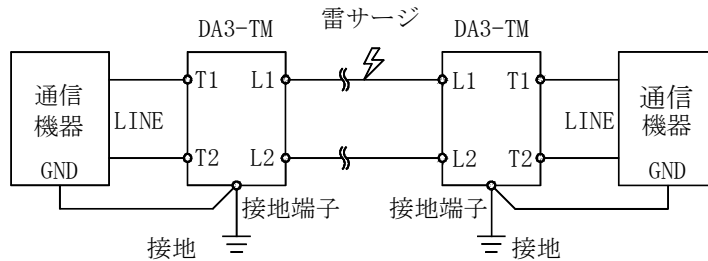 雷サージ
DA3-TM DA3-TM
T1 L1 L1 T1
通信
機器
LINE LINE
通信
機器
T2 L2 L2 T2
GND GND
接地端子 接地端子
接地 接地